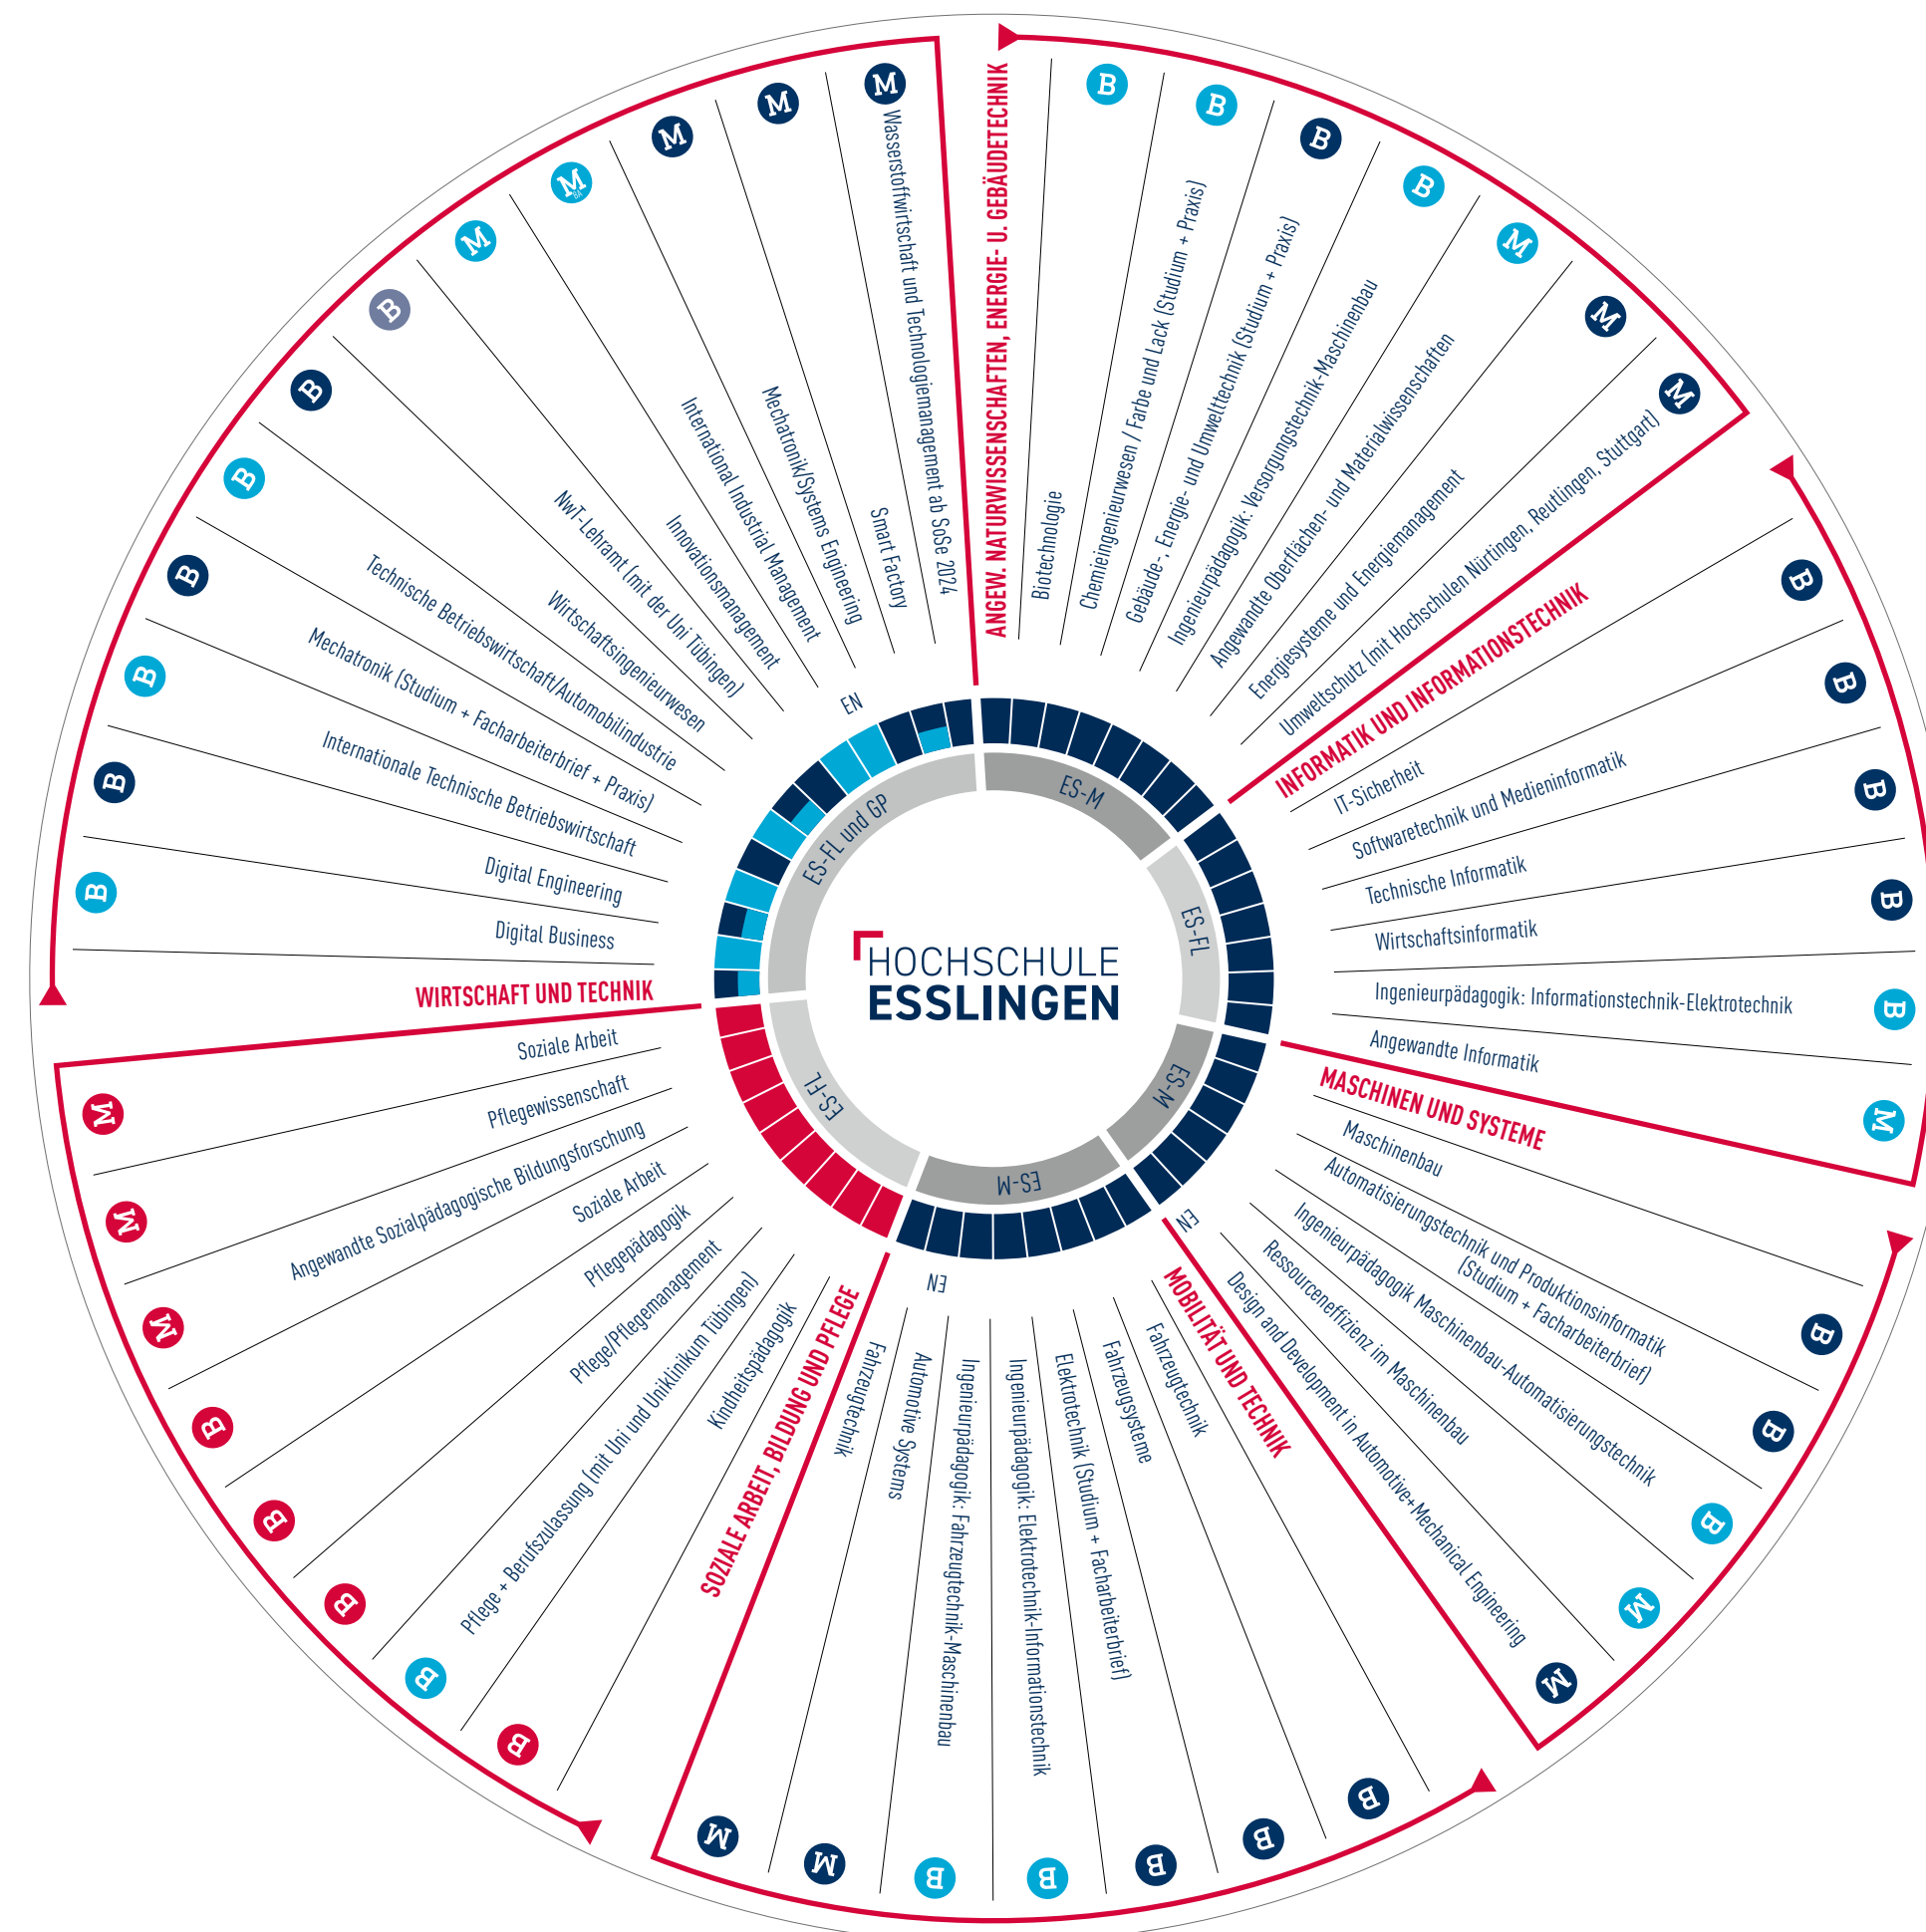 HOCHSCHULE
ESSLINGEN
ANGEW. NATURWISSENSCHAFTEN, ENERGIE- U. GEBÄUDETECHNIK
Biotechnologie
B
Chemieingenieurwesen / Farbe und Lack (Studium + Praxis)
B
Gebäude-, Energie- und Umwelttechnik (Studium + Praxis)
B
Ingenieurpädagogik: Versorgungstechnik-Maschinenbau
B
Angewandte Oberflächen- und Materialwissenschaften
M
Energiesysteme und Energiemanagement
M
Umweltschutz (mit Hochschulen Nürtingen, Reutlingen, Stuttgart)
M
ES-M
INFORMATIK UND INFORMATIONSTECHNIK
IT-Sicherheit
B
Softwaretechnik und Medieninformatik
B
Technische Informatik
B
Wirtschaftsinformatik
B
Ingenieurpädagogik: Informationstechnik-Elektrotechnik
B
Angewandte Informatik
M
ES-FL
MASCHINEN UND SYSTEME
Maschinenbau
B
Automatisierungstechnik und Produktionsinformatik
(Studium + Facharbeiterbrief)
B
Ingenieurpädagogik Maschinenbau-Automatisierungstechnik
B
Ressourceneffizienz im Maschinenbau
M
Design and Development in Automotive+Mechanical Engineering
M
EN
ES-M
MOBILITÄT UND TECHNIK
Fahrzeugtechnik
B
Fahrzeugsysteme
B
Elektrotechnik (Studium + Facharbeiterbrief)
B
Ingenieurpädagogik: Elektrotechnik-Informationstechnik
B
Ingenieurpädagogik: Fahrzeugtechnik-Maschinenbau
B
Automotive Systems
M
EN
Fahrzeugtechnik
M
ES-M
SOZIALE ARBEIT, BILDUNG UND PFLEGE
Kindheitspädagogik
B
Pflege + Berufszulassung (mit Uni und Uniklinikum Tübingen)
B
Pflege/Pflegemanagement
B
Pflegepädagogik
B
Soziale Arbeit
B
Angewandte Sozialpädagogische Bildungsforschung
M
Pflegewissenschaft
M
Soziale Arbeit
M
ES-FL
WIRTSCHAFT UND TECHNIK
Digital Business
B
Digital Engineering
B
Internationale Technische Betriebswirtschaft
B
Mechatronik (Studium + Facharbeiterbrief + Praxis)
B
Technische Betriebswirtschaft/Automobilindustrie
B
Wirtschaftsingenieurwesen
B
NwT-Lehramt (mit der Uni Tübingen)
B
Innovationsmanagement
M
International Industrial Management
M
BA
EN
Mechatronik/Systems Engineering
M
Smart Factory
M
Wasserstoffwirtschaft und Technologiemanagement ab SoSe 2024
M
ES-FL und GP